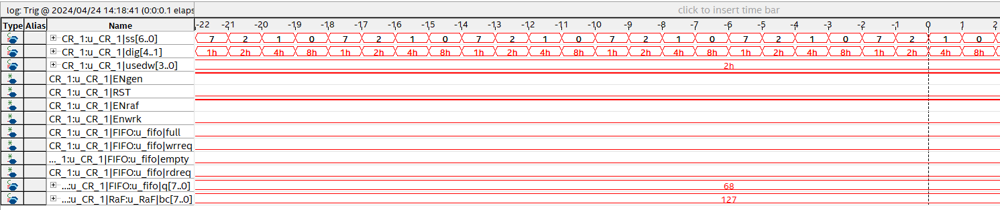 log: Trig @ 2024/04/24 14:18:41 (0:0:0.1 elaps
click to insert time bar
Type Alias Name -22 -21 -20 -19 -18 -17 -16 -15 -14 -13 -12 -11 -10 -9 -8 -7 -6 -5 -4 -3 -2 -1 0 1 2
CR_1:u_CR_1|ss[6..0] 7 2 1 0 7 2 1 0 7 2 1 0 7 2 1 0 7 2 1 0 7 2 1 0
CR_1:u_CR_1|dig[4..1] 1h 2h 4h 8h 1h 2h 4h 8h 1h 2h 4h 8h 1h 2h 4h 8h 1h 2h 4h 8h 1h 2h 4h 8h
CR_1:u_CR_1|usedw[3..0] 2h
CR_1:u_CR_1|ENgen
CR_1:u_CR_1|RST
CR_1:u_CR_1|ENraf
CR_1:u_CR_1|Enwrk
CR_1:u_CR_1|FIFO:u_fifo|full
CR_1:u_CR_1|FIFO:u_fifo|wrreq
..._1:u_CR_1|FIFO:u_fifo|empty
CR_1:u_CR_1|FIFO:u_fifo|rdreq
...:u_CR_1|FIFO:u_fifo|q[7..0] 68
...:u_CR_1|RaF:u_RaF|bc[7..0] 127